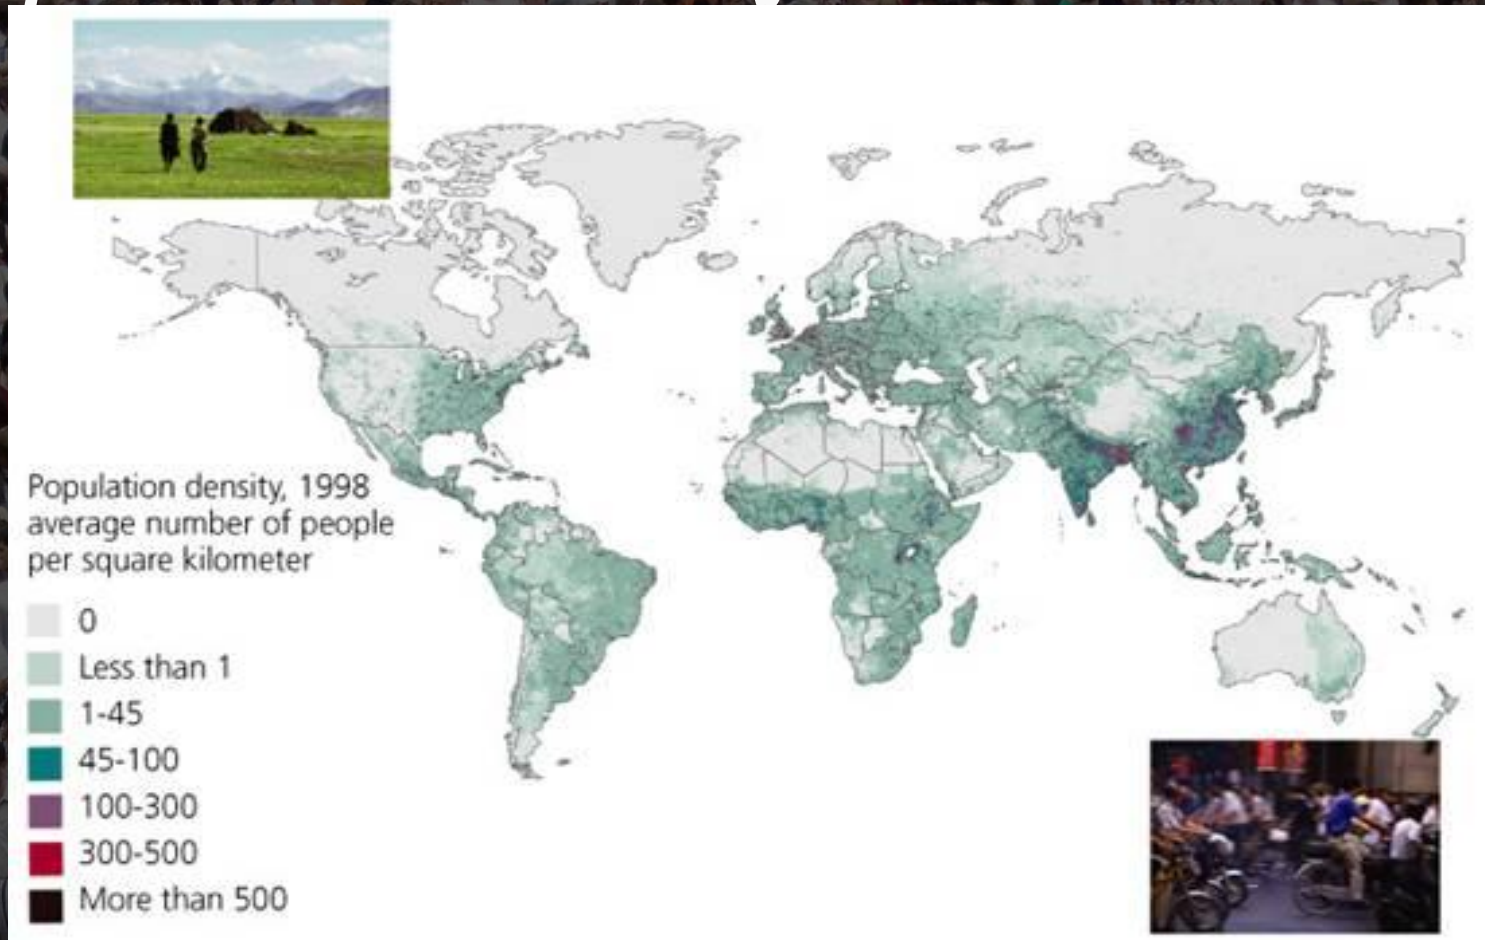 Population density, 1998
average number of people
per square kilometer
0
Less than 1
1-45
45-100
100-300
300-500
More than 500